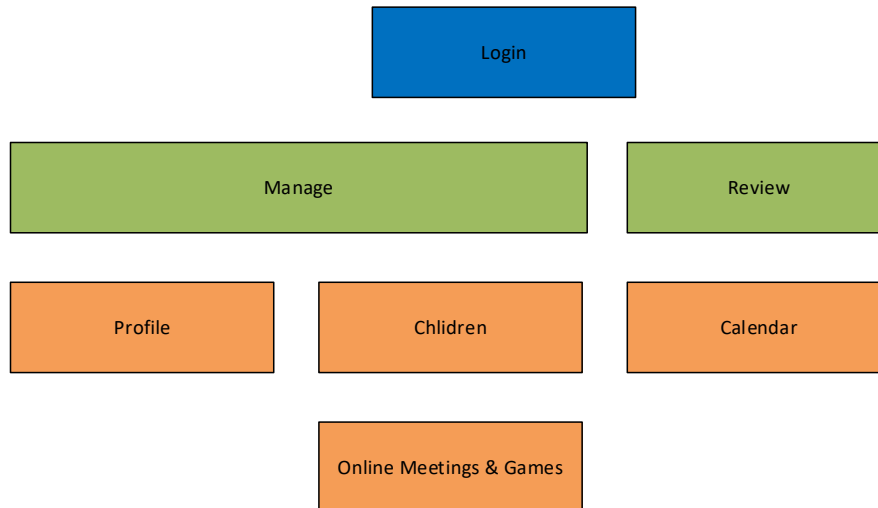 Login
Manage
Review
Profile
Chlidren
Calendar
Online Meetings & Games